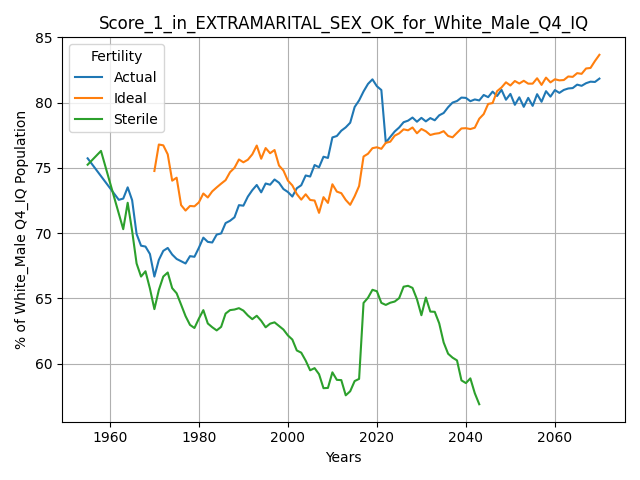 Score_1_in_EXTRAMARITAL_SEX_OK_for_White_Male_Q4_IQ
85
80
75
70
65
60
% of White_Male Q4_IQ Population
Fertility
Actual
Ideal
Sterile
1960 1980 2000 2020 2040 2060
Years